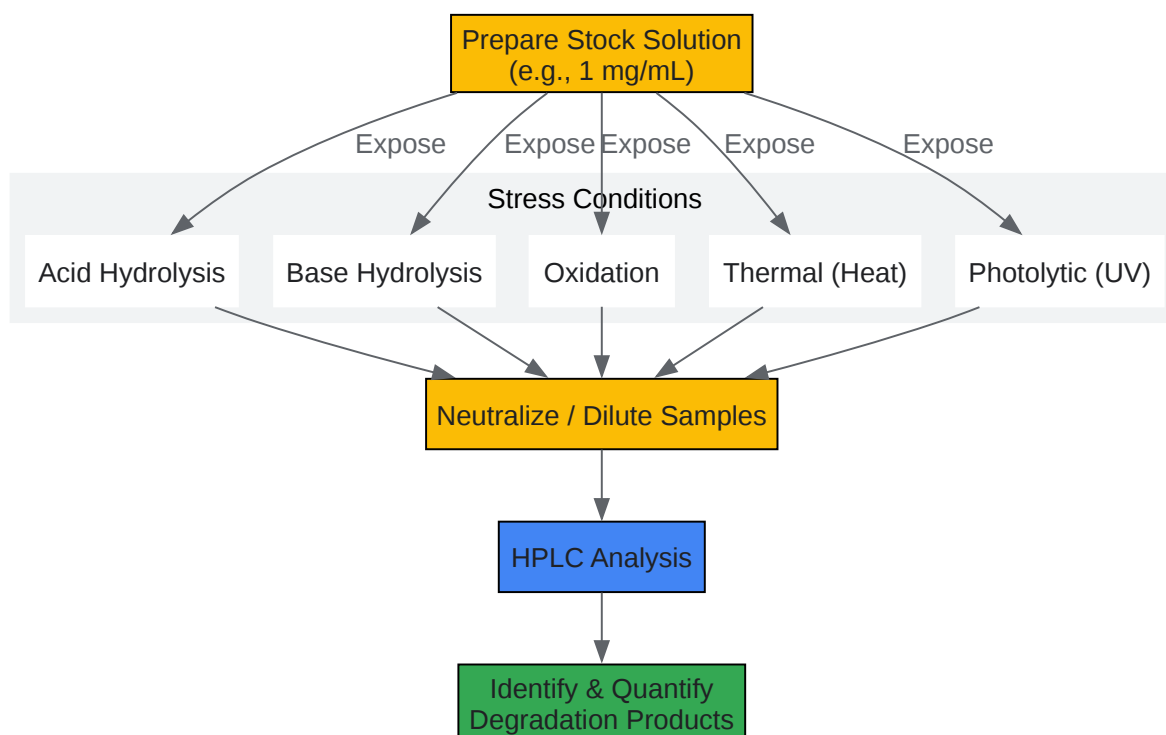 Prepare Stock Solution
(e.g., 1 mg/mL)
Expose
Expose
Expose
Expose
Expose
Stress Conditions
Acid Hydrolysis
Base Hydrolysis
Oxidation
Thermal (Heat)
Photolytic (UV)
Neutralize / Dilute Samples
HPLC Analysis
Identify & Quantify
Degradation Products